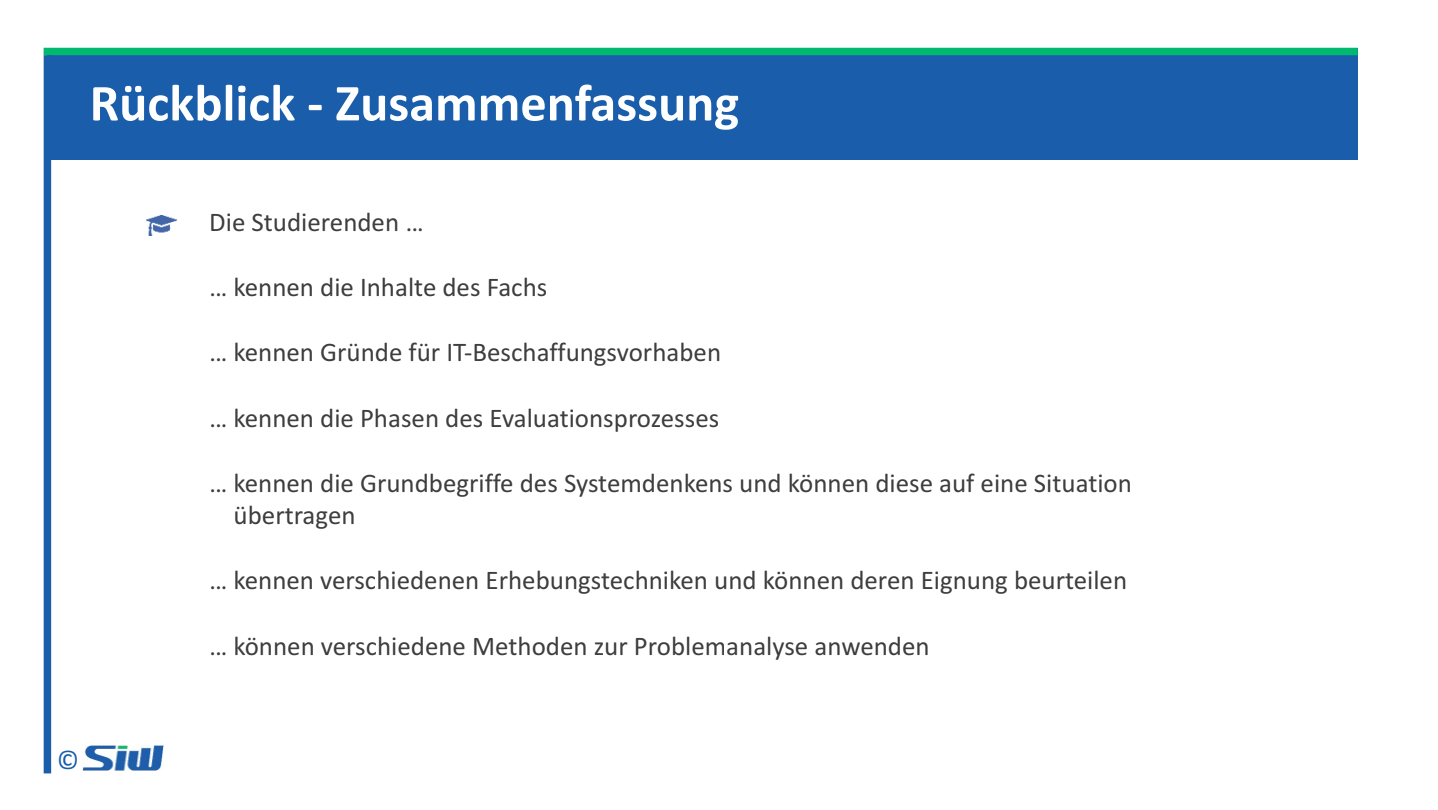 Rückblick - Zusammenfassung
Die Studierenden …
… kennen die Inhalte des Fachs
… kennen Gründe für IT-Beschaffungsvorhaben
… kennen die Phasen des Evaluationsprozesses
… kennen die Grundbegriffe des Systemdenkens und können diese auf eine Situation
übertragen
… kennen verschiedenen Erhebungstechniken und können deren Eignung beurteilen
… können verschiedene Methoden zur Problemanalyse anwenden
© SIW